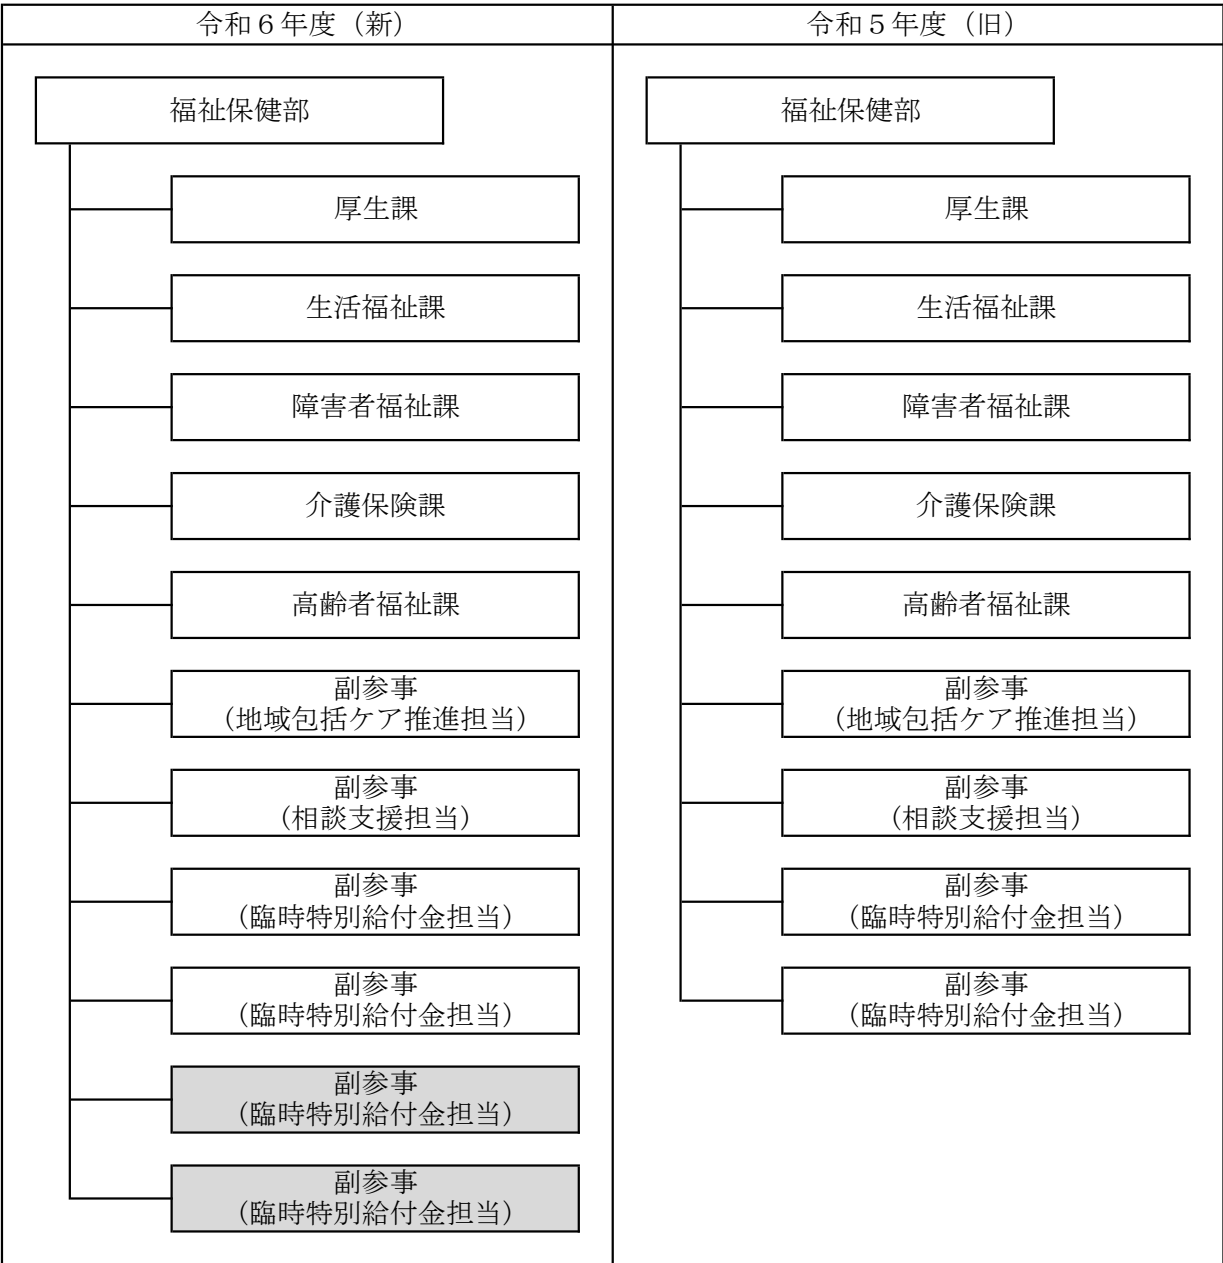 令和６年度（新）
令和５年度（旧）
福祉保健部
厚生課
生活福祉課
障害者福祉課
介護保険課
高齢者福祉課
副参事
（地域包括ケア推進担当）
副参事
（相談支援担当）
副参事
（臨時特別給付金担当）
副参事
（臨時特別給付金担当）
副参事
（臨時特別給付金担当）
副参事
（臨時特別給付金担当）
福祉保健部
厚生課
生活福祉課
障害者福祉課
介護保険課
高齢者福祉課
副参事
（地域包括ケア推進担当）
副参事
（相談支援担当）
副参事
（臨時特別給付金担当）
副参事
（臨時特別給付金担当）